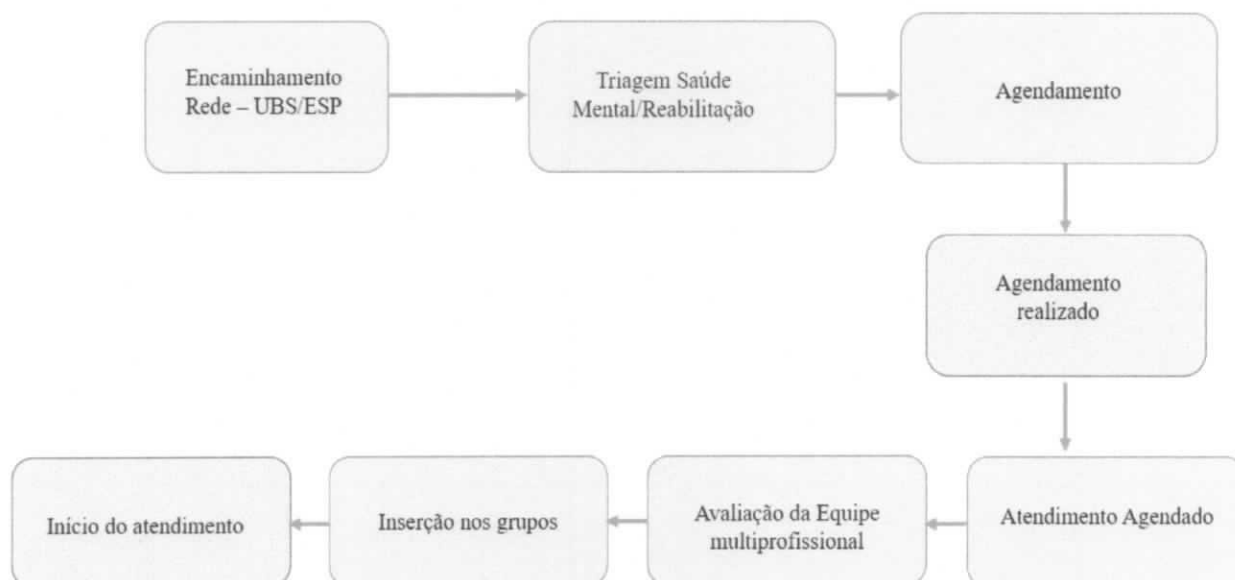 Encaminhamento
Rede – UBS/ESP
Triagem Saúde
Mental/Reabilitação
Agendamento
Agendamento
realizado
Atendimento Agendado
Avaliação da Equipe
multiprofissional
Inserção nos grupos
Início do atendimento